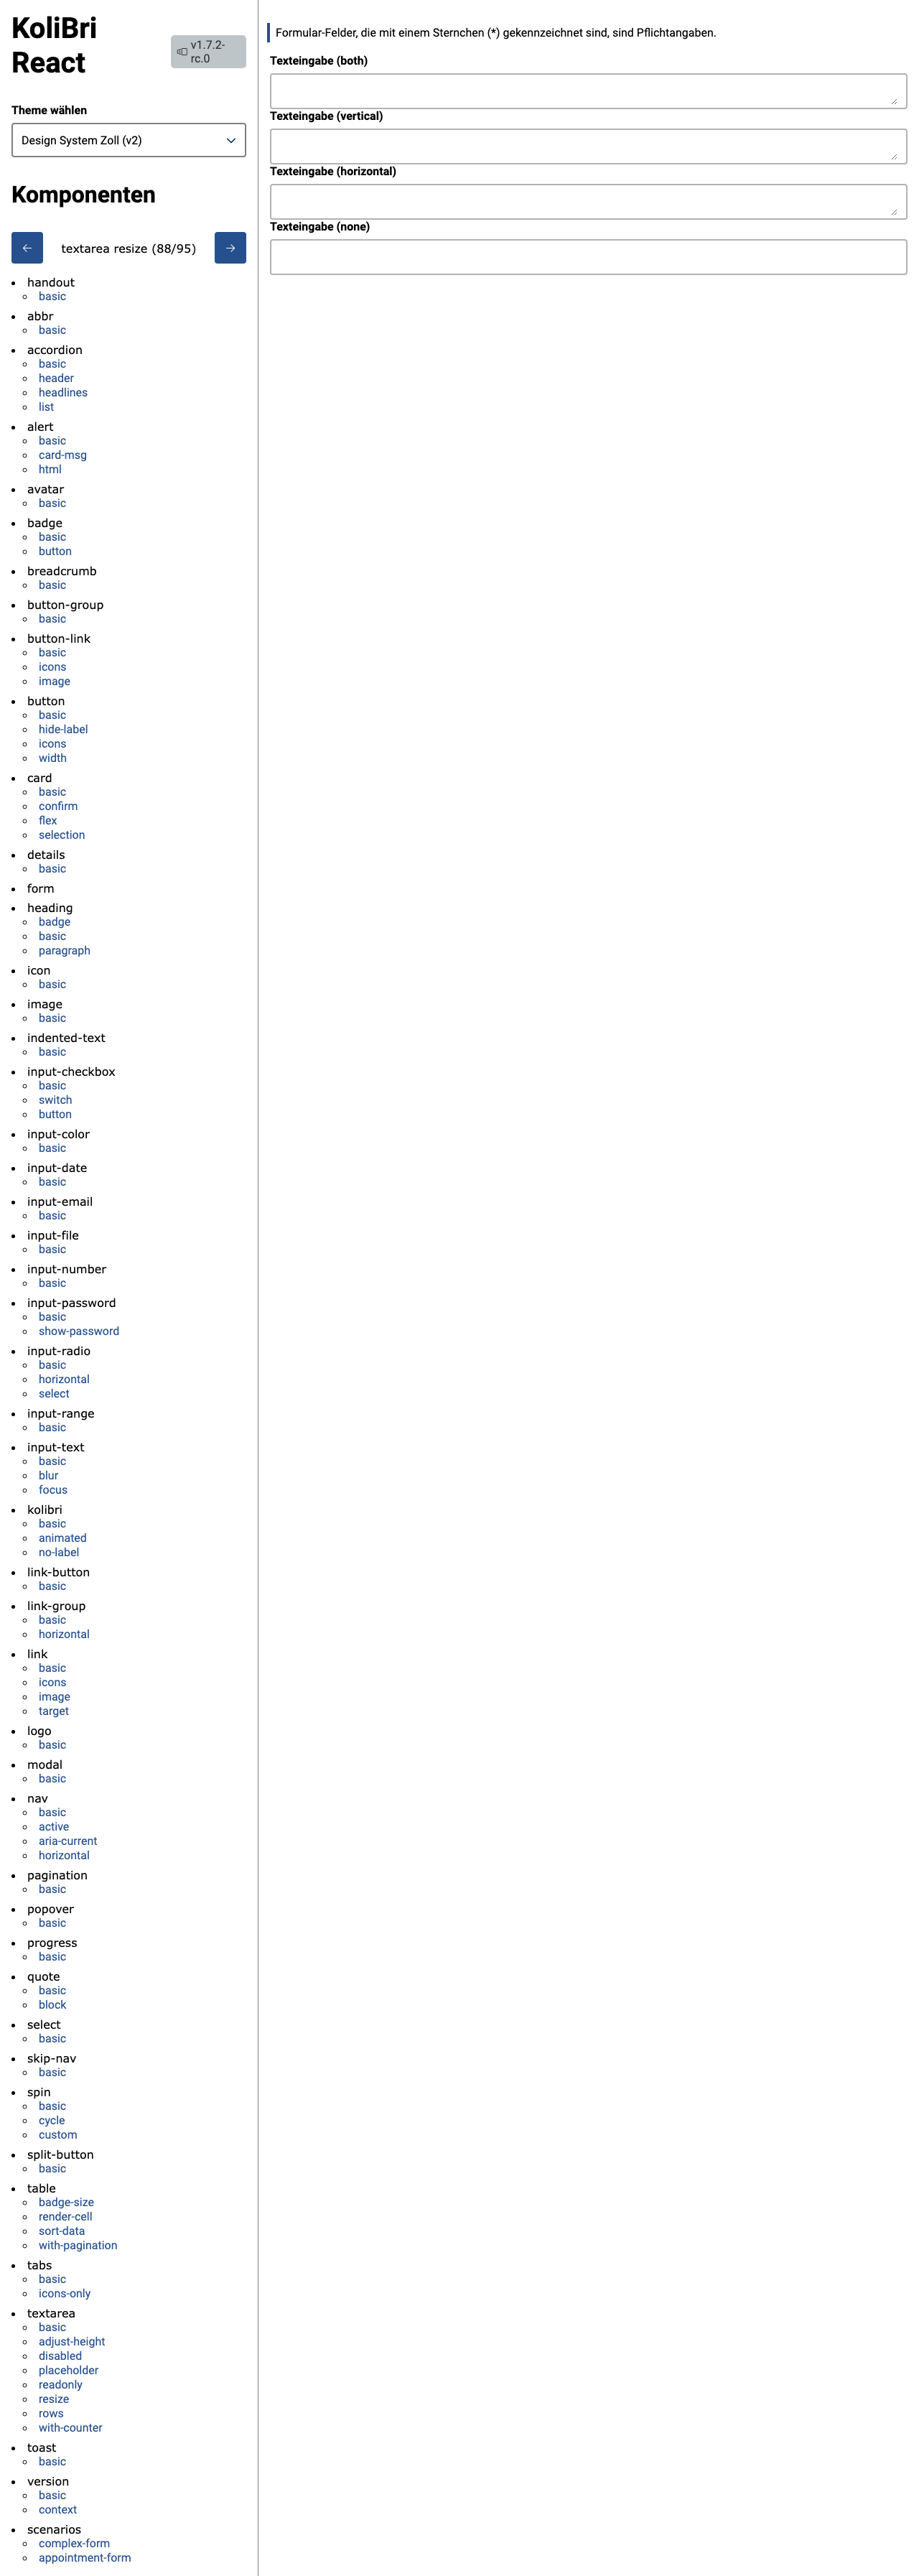 KoliBri
React
v1.7.2-
rc.0
Theme wählen
Design System Zoll (v2)
Komponenten
textarea resize (88/95)
handout
basic
abbr
basic
accordion
basic
header
headlines
list
alert
basic
card-msg
html
avatar
basic
badge
basic
button
breadcrumb
basic
button-group
basic
button-link
basic
icons
image
button
basic
hide-label
icons
width
card
basic
confirm
flex
selection
details
basic
form
heading
badge
basic
paragraph
icon
basic
image
basic
indented-text
basic
input-checkbox
basic
switch
button
input-color
basic
input-date
basic
input-email
basic
input-file
basic
input-number
basic
input-password
basic
show-password
input-radio
basic
horizontal
select
input-range
basic
input-text
basic
blur
focus
kolibri
basic
animated
no-label
link-button
basic
link-group
basic
horizontal
link
basic
icons
image
target
logo
basic
modal
basic
nav
basic
active
aria-current
horizontal
pagination
basic
popover
basic
progress
basic
quote
basic
block
select
basic
skip-nav
basic
spin
basic
cycle
custom
split-button
basic
table
badge-size
render-cell
sort-data
with-pagination
tabs
basic
icons-only
textarea
basic
adjust-height
disabled
placeholder
readonly
resize
rows
with-counter
toast
basic
version
basic
context
scenarios
complex-form
appointment-form
Formular-Felder, die mit einem Sternchen (*) gekennzeichnet sind, sind Pflichtangaben.
Texteingabe (both)
Texteingabe (vertical)
Texteingabe (horizontal)
Texteingabe (none)